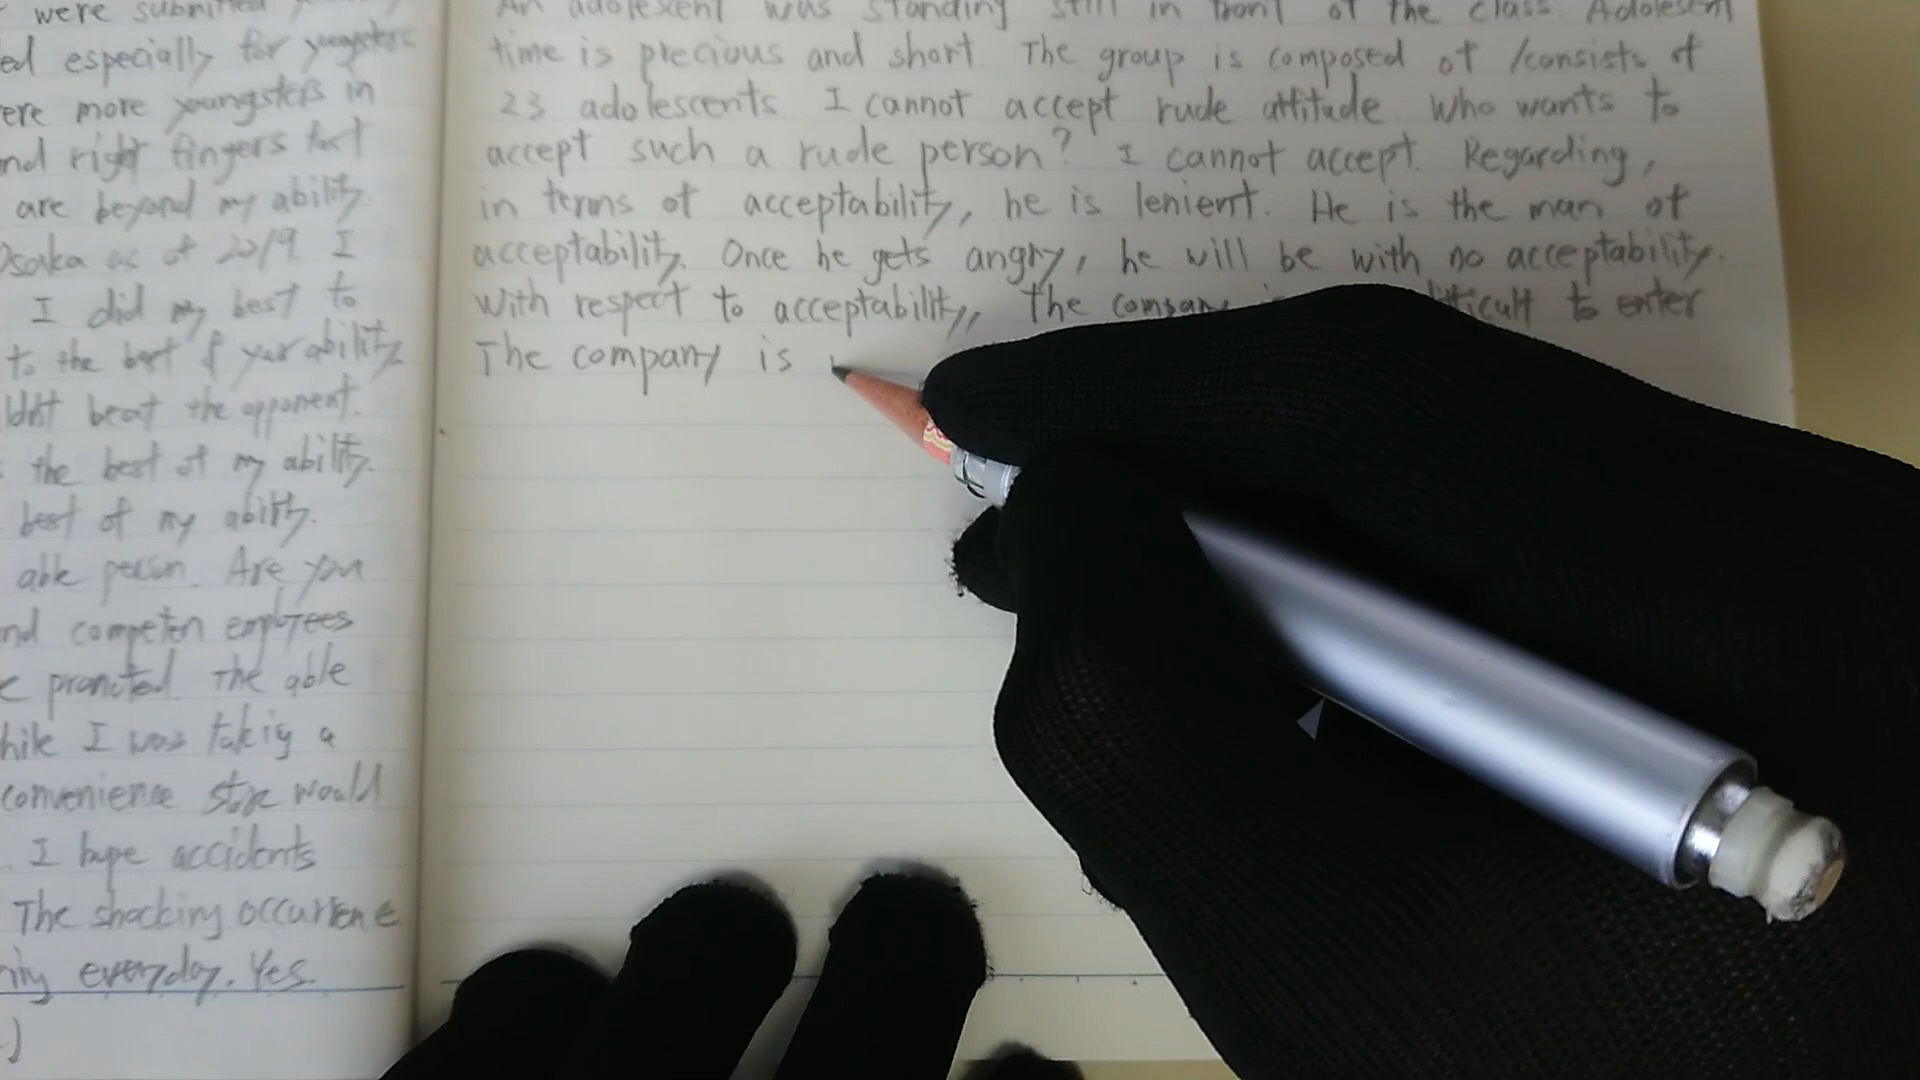 were submitted
ed especially for youngsters
ere more youngsters in
nd right fingers fast
are beyond my ability.
Osaka as of 2019. I
I did my best to
to the best of your ability
ldn't beat the opponent.
the best of my ability.
best of my ability.
able person. Are you
nd competen employees
e promoted. The able
hile I was takig a
convenience store would
I hope accidents
The shocking occurrence
everyday. Yes.
An adolescent was standing still in front of the class Adolescent
time is precious and short The group is composed of /consists of
23 adolescents I cannot accept rude attitude. Who wants to
accept such a rude person? I cannot accept. Regarding,
in terms of acceptability, he is lenient. He is the man of
acceptability. Once he gets angry, he will be with no acceptability.
With respect to acceptability, the company to enter
The company is